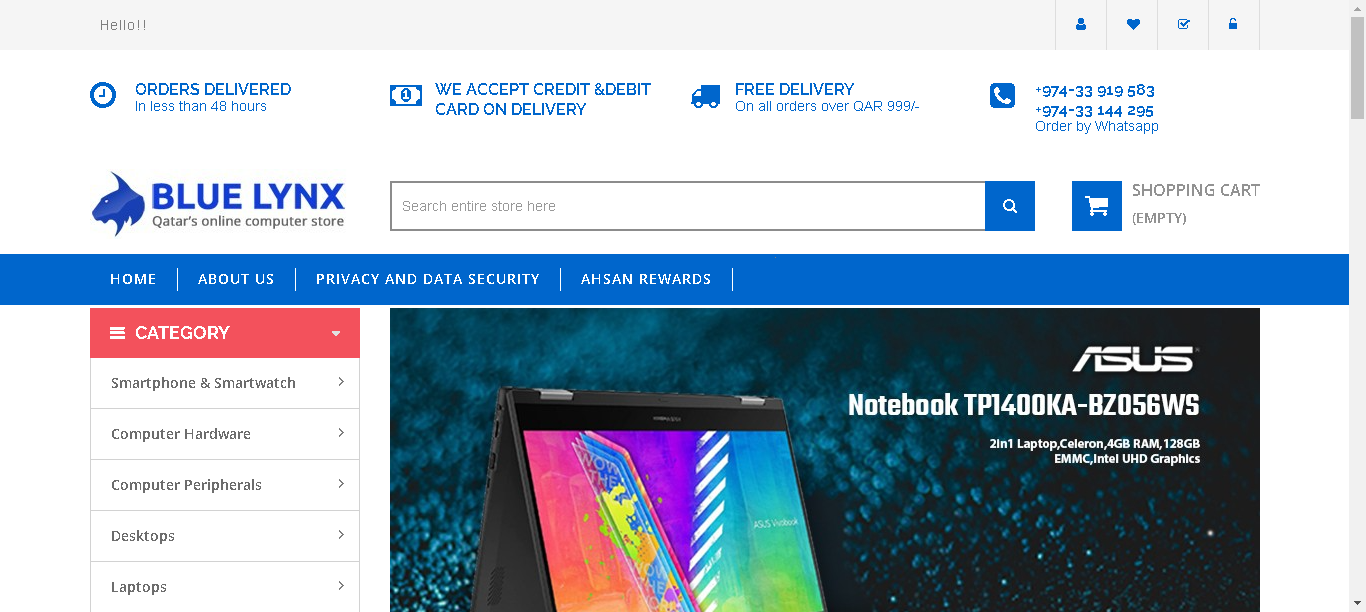 Hello!!
ORDERS DELIVERED
In less than 48 hours
WE ACCEPT CREDIT &DEBIT
CARD ON DELIVERY
FREE DELIVERY
On all orders over QAR 999/-
+974-33 919 583
+974-33 144 295
Order by Whatsapp
BLUE LYNX
Qatar's online computer store
Search entire store here
SHOPPING CART
(EMPTY)
HOME
ABOUT US
PRIVACY AND DATA SECURITY
AHSAN REWARDS
CATEGORY
Smartphone & Smartwatch
Computer Hardware
Computer Peripherals
Desktops
Laptops
ASUS
Notebook TP1400KA-BZ056WS
2in1 Laptop,Celeron,4GB RAM,128GB
EMMC,Intel UHD Graphics
WOW
THE
ASUS Vivobook